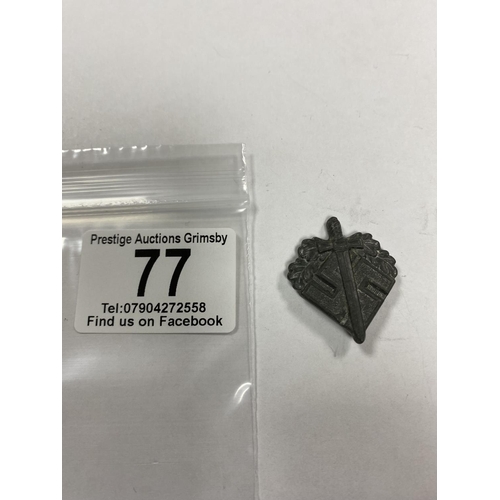 Prestige Auctions Grimsby
77
Tel:07904272558
Find us on Facebook